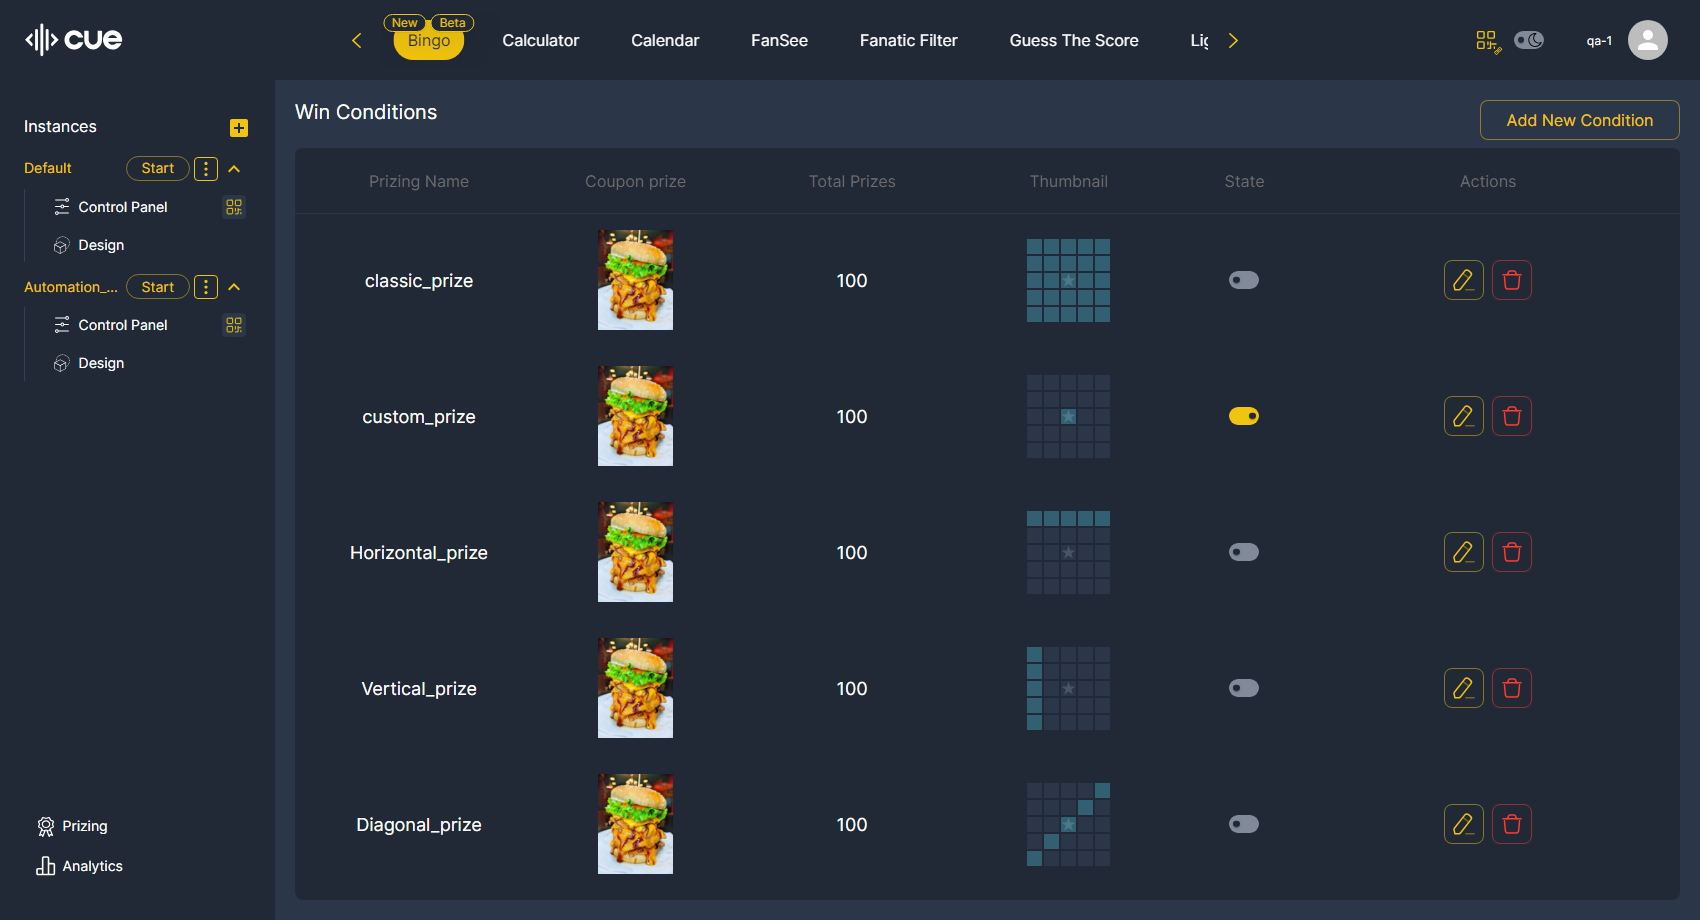 cue
New Beta
Bingo Calculator Calendar FanSee Fanatic Filter Guess The Score Lig
qa-1
Instances
Default Start
Control Panel
Design
Automation_... Start
Control Panel
Design
Prizing
Analytics
Win Conditions
Add New Condition
Prizing Name Coupon prize Total Prizes Thumbnail State Actions
classic_prize 100
custom_prize 100
Horizontal_prize 100
Vertical_prize 100
Diagonal_prize 100